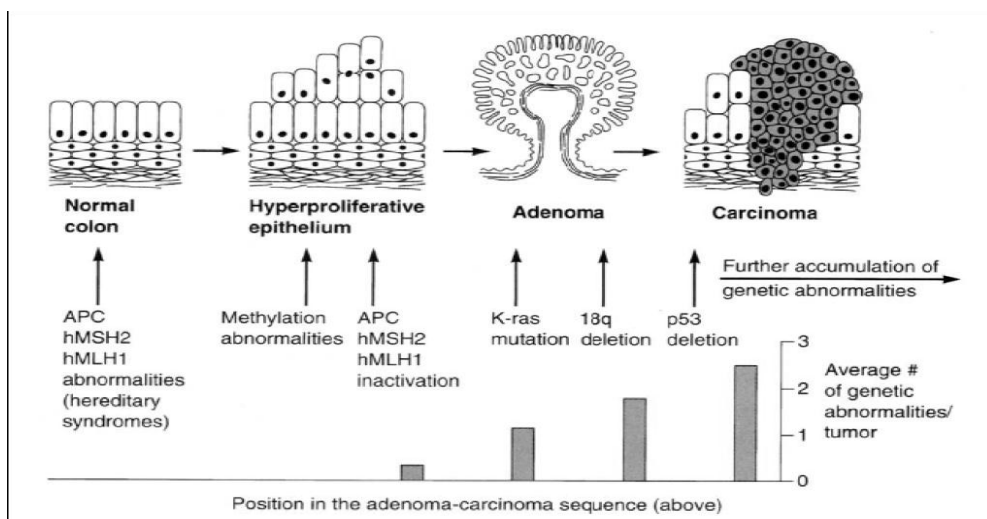 Normal
colon
Hyperproliferative
epithelium
Adenoma
Carcinoma
APC
hMSH2
hMLH1
abnormalities
(hereditary
syndromes)
Methylation
abnormalities
APC
hMSH2
hMLH1
inactivation
K-ras
mutation
18q
deletion
p53
deletion
Further accumulation of
genetic abnormalities
3
2
1
0
Average #
of genetic
abnormalities/
tumor
Position in the adenoma-carcinoma sequence (above)